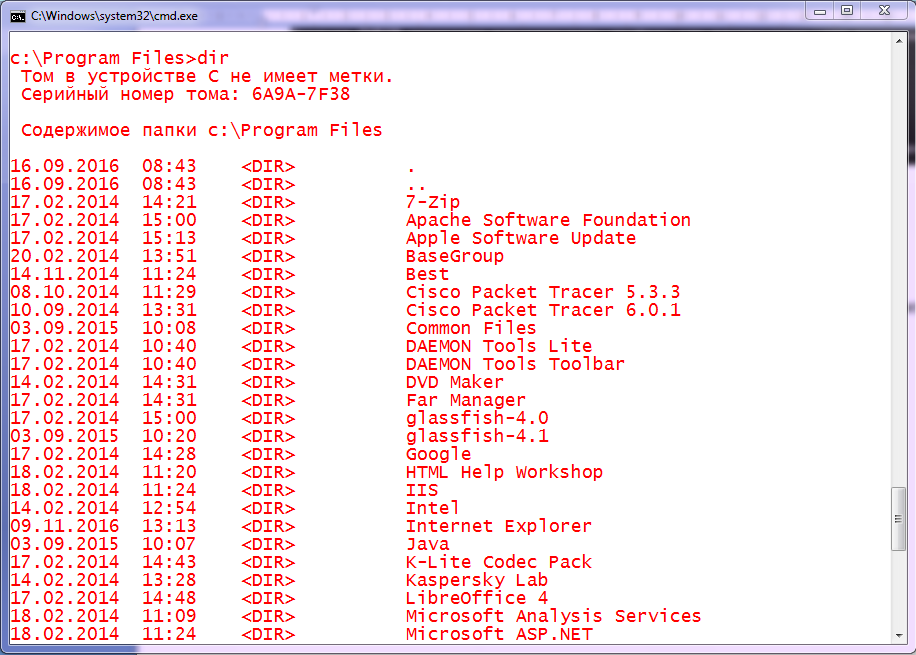 C:\Windows\system32\cmd.exe
c:\Program Files>dir
Том в устройстве C не имеет метки.
Серийный номер тома: 6A9A-7F38
Содержимое папки c:\Program Files
16.09.2016  08:43    <DIR>          .
16.09.2016  08:43    <DIR>          ..
17.02.2014  14:21    <DIR>          7-Zip
17.02.2014  15:00    <DIR>          Apache Software Foundation
17.02.2014  15:13    <DIR>          Apple Software Update
20.02.2014  13:51    <DIR>          BaseGroup
14.11.2014  11:24    <DIR>          Best
08.10.2014  11:29    <DIR>          Cisco Packet Tracer 5.3.3
10.09.2014  13:31    <DIR>          Cisco Packet Tracer 6.0.1
03.09.2015  10:08    <DIR>          Common Files
17.02.2014  10:40    <DIR>          DAEMON Tools Lite
17.02.2014  10:40    <DIR>          DAEMON Tools Toolbar
14.02.2014  14:31    <DIR>          DVD Maker
17.02.2014  14:31    <DIR>          Far Manager
17.02.2014  15:00    <DIR>          glassfish-4.0
03.09.2015  10:20    <DIR>          glassfish-4.1
17.02.2014  14:28    <DIR>          Google
18.02.2014  11:20    <DIR>          HTML Help Workshop
18.02.2014  11:24    <DIR>          IIS
14.02.2014  12:54    <DIR>          Intel
09.11.2016  13:13    <DIR>          Internet Explorer
03.09.2015  10:07    <DIR>          Java
17.02.2014  14:43    <DIR>          K-Lite Codec Pack
14.02.2014  13:28    <DIR>          Kaspersky Lab
17.02.2014  14:48    <DIR>          LibreOffice 4
18.02.2014  11:09    <DIR>          Microsoft Analysis Services
18.02.2014  11:24    <DIR>          Microsoft ASP.NET